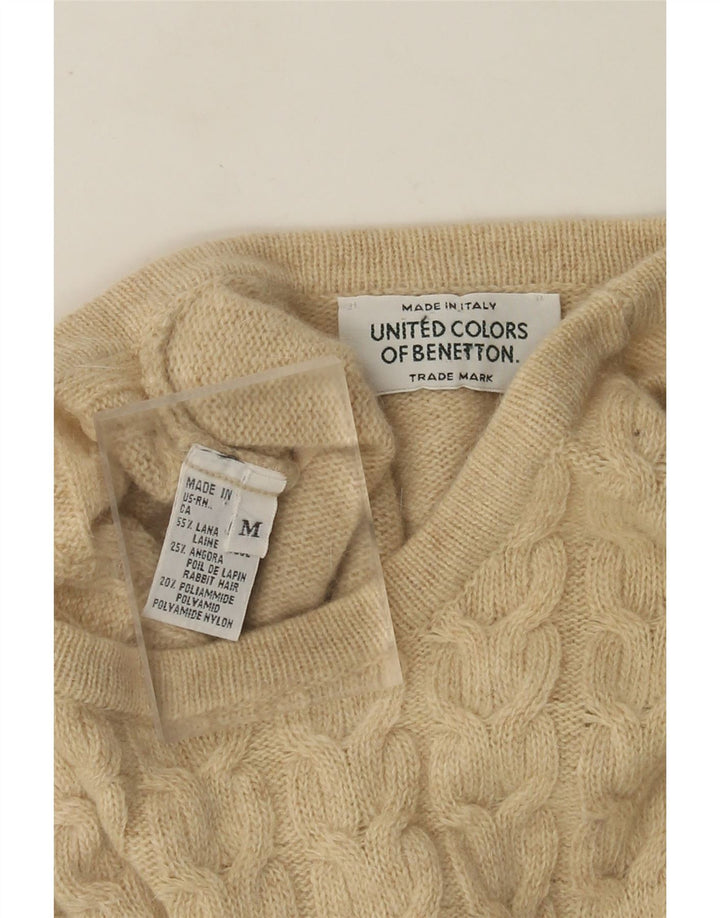 MADE IN ITALY
UNITED COLORS
OF BENETTON.
TRADE MARK
MADE IN
US-RN..
CA
M
55% LANA
LAINE
25% ANGORA
POIL DE LAPIN
RABBIT HAIR
20% POLIAMMIDE
POLYAMID
POLYAMIDE NYLON